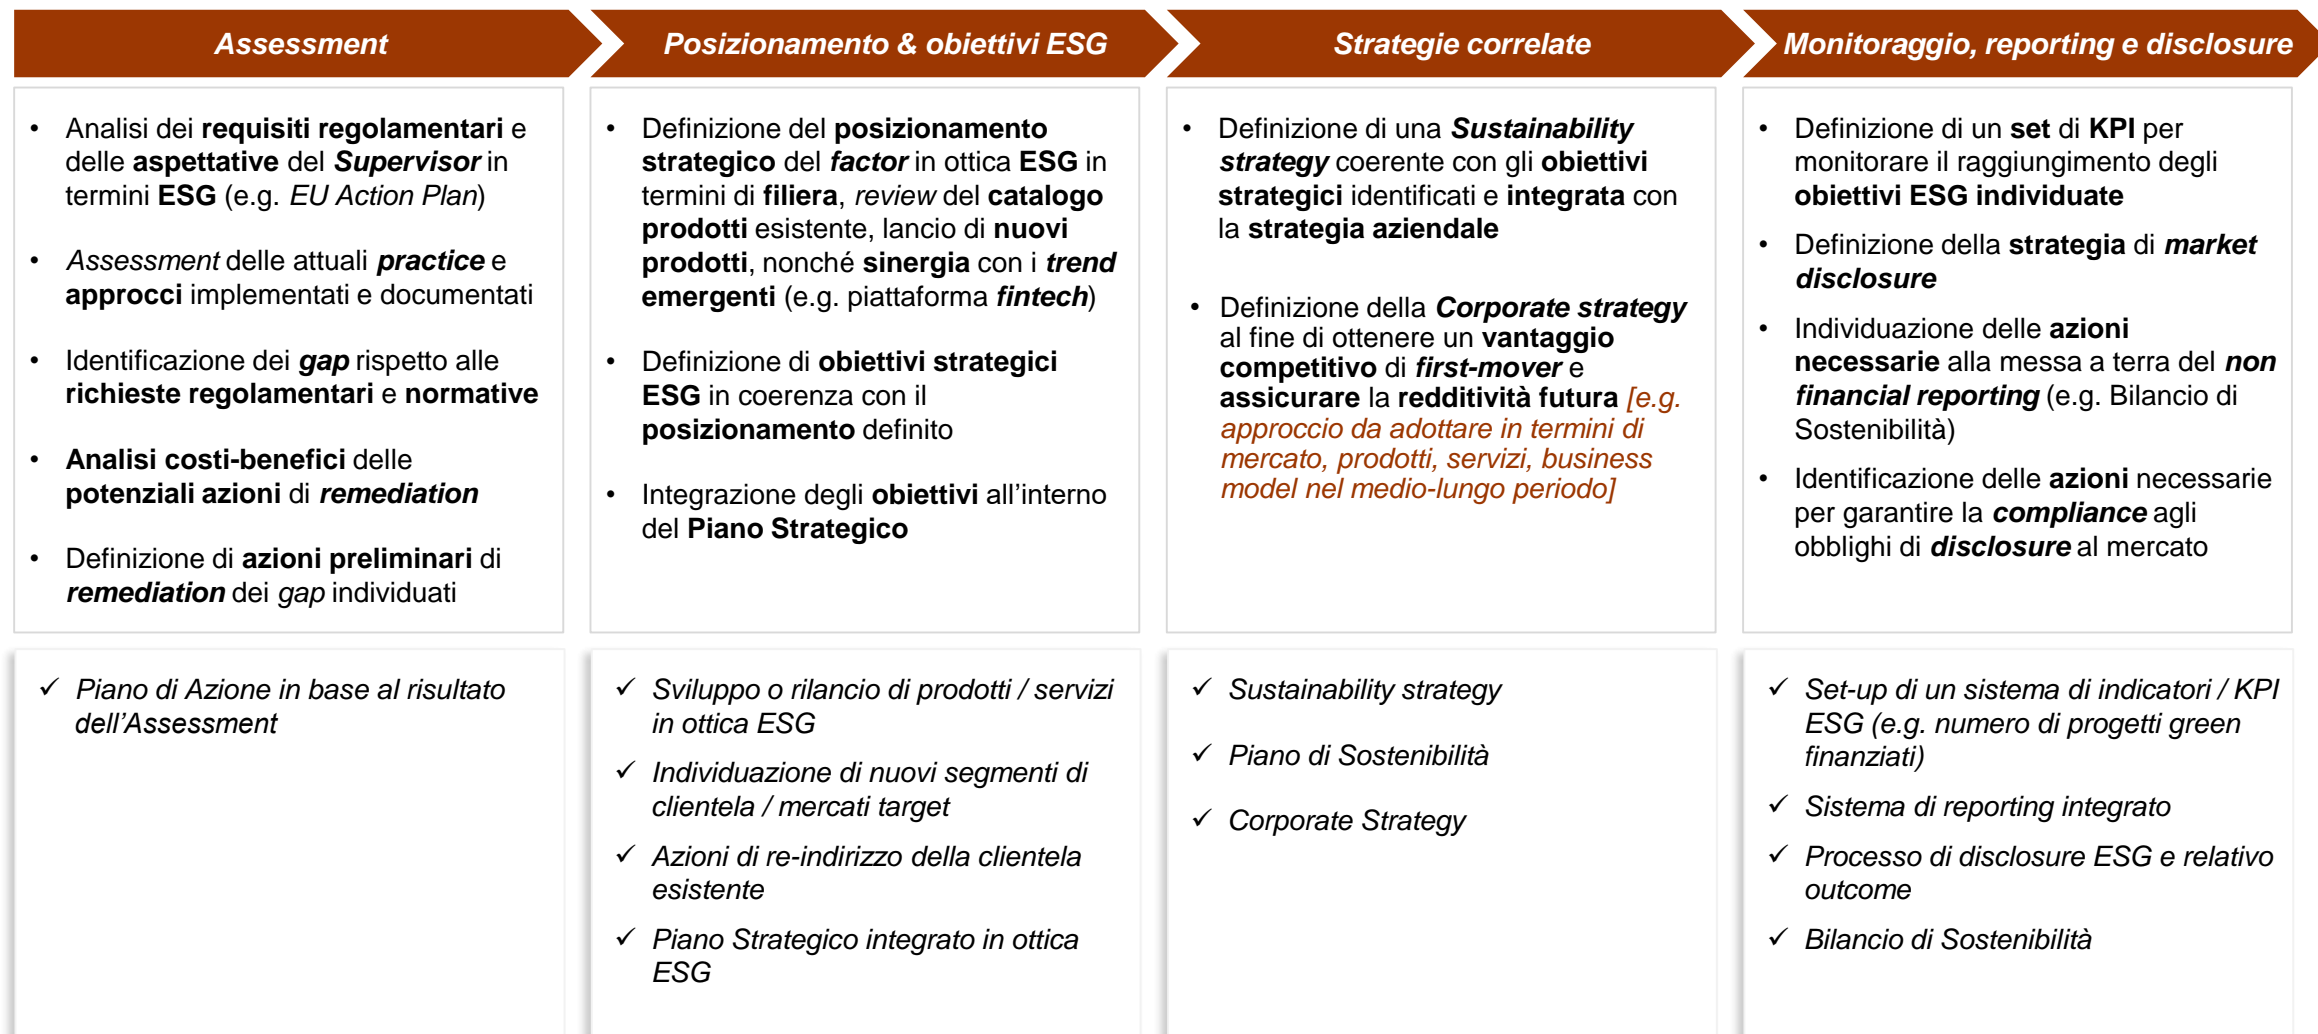 Assessment
Posizionamento & obiettivi ESG
Strategie correlate
Monitoraggio, reporting e disclosure
• Analisi dei requisiti regolamentari e
delle aspettative del Supervisor in
termini ESG (e.g. EU Action Plan)
• Assessment delle attuali practice e
approcci implementati e documentati
• Identificazione dei gap rispetto alle
richieste regolamentari e normative
• Analisi costi-benefici delle
potenziali azioni di remediation
• Definizione di azioni preliminari di
remediation dei gap individuati
• Definizione del posizionamento
strategico del factor in ottica ESG in
termini di filiera, review del catalogo
prodotti esistente, lancio di nuovi
prodotti, nonché sinergia con i trend
emergenti (e.g. piattaforma fintech)
• Definizione di obiettivi strategici
ESG in coerenza con il
posizionamento definito
• Integrazione degli obiettivi all’interno
del Piano Strategico
• Definizione di una Sustainability
strategy coerente con gli obiettivi
strategici identificati e integrata con
la strategia aziendale
• Definizione della Corporate strategy
al fine di ottenere un vantaggio
competitivo di first-mover e
assicurare la redditività futura [e.g.
approccio da adottare in termini di
mercato, prodotti, servizi, business
model nel medio-lungo periodo]
• Definizione di un set di KPI per
monitorare il raggiungimento degli
obiettivi ESG individuate
• Definizione della strategia di market
disclosure
• Individuazione delle azioni
necessarie alla messa a terra del non
financial reporting (e.g. Bilancio di
Sostenibilità)
• Identificazione delle azioni necessarie
per garantire la compliance agli
obblighi di disclosure al mercato
✓ Piano di Azione in base al risultato
dell’Assessment
✓ Sviluppo o rilancio di prodotti / servizi
in ottica ESG
✓ Individuazione di nuovi segmenti di
clientela / mercati target
✓ Azioni di re-indirizzo della clientela
esistente
✓ Piano Strategico integrato in ottica
ESG
✓ Sustainability strategy
✓ Piano di Sostenibilità
✓ Corporate Strategy
✓ Set-up di un sistema di indicatori / KPI
ESG (e.g. numero di progetti green
finanziati)
✓ Sistema di reporting integrato
✓ Processo di disclosure ESG e relativo
outcome
✓ Bilancio di Sostenibilità